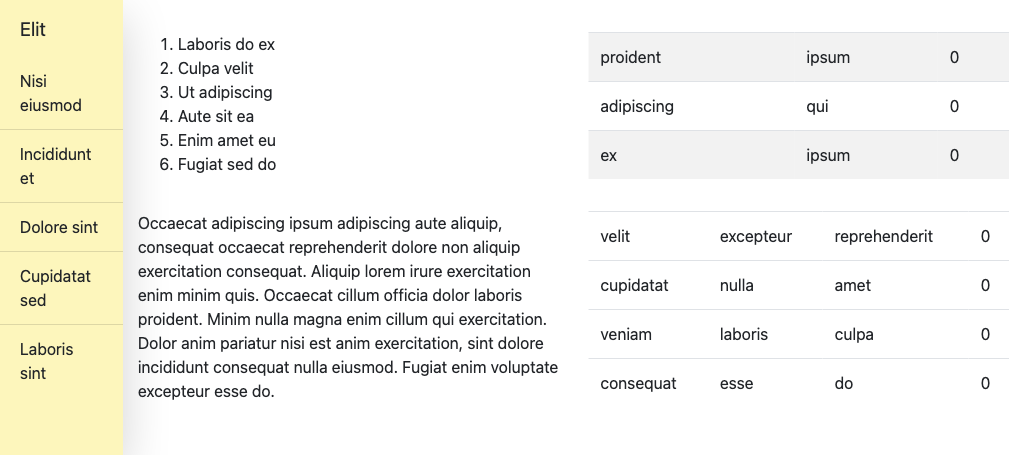 Elit
Nisi
eiusmod
Incididunt
et
Dolore sint
Cupidatat
sed
Laboris
sint
1. Laboris do ex
2. Culpa velit
3. Ut adipiscing
4. Aute sit ea
5. Enim amet eu
6. Fugiat sed do
Occaecat adipiscing ipsum adipiscing aute aliquip,
consequat occaecat reprehenderit dolore non aliquip
exercitation consequat. Aliquip lorem irure exercitation
enim minim quis. Occaecat cillum officia dolor laboris
proident. Minim nulla magna enim cillum qui exercitation.
Dolor anim pariatur nisi est anim exercitation, sint dolore
incididunt consequat nulla eiusmod. Fugiat enim voluptate
excepteur esse do.
proident ipsum 0
adipiscing qui 0
ex ipsum 0
velit excepteur reprehenderit 0
cupidatat nulla amet 0
veniam laboris culpa 0
consequat esse do 0